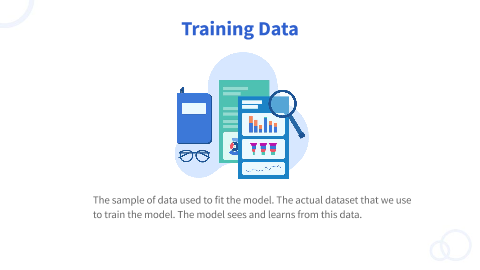 Training Data
The sample of data used to fit the model. The actual dataset that we use
to train the model. The model sees and learns from this data.